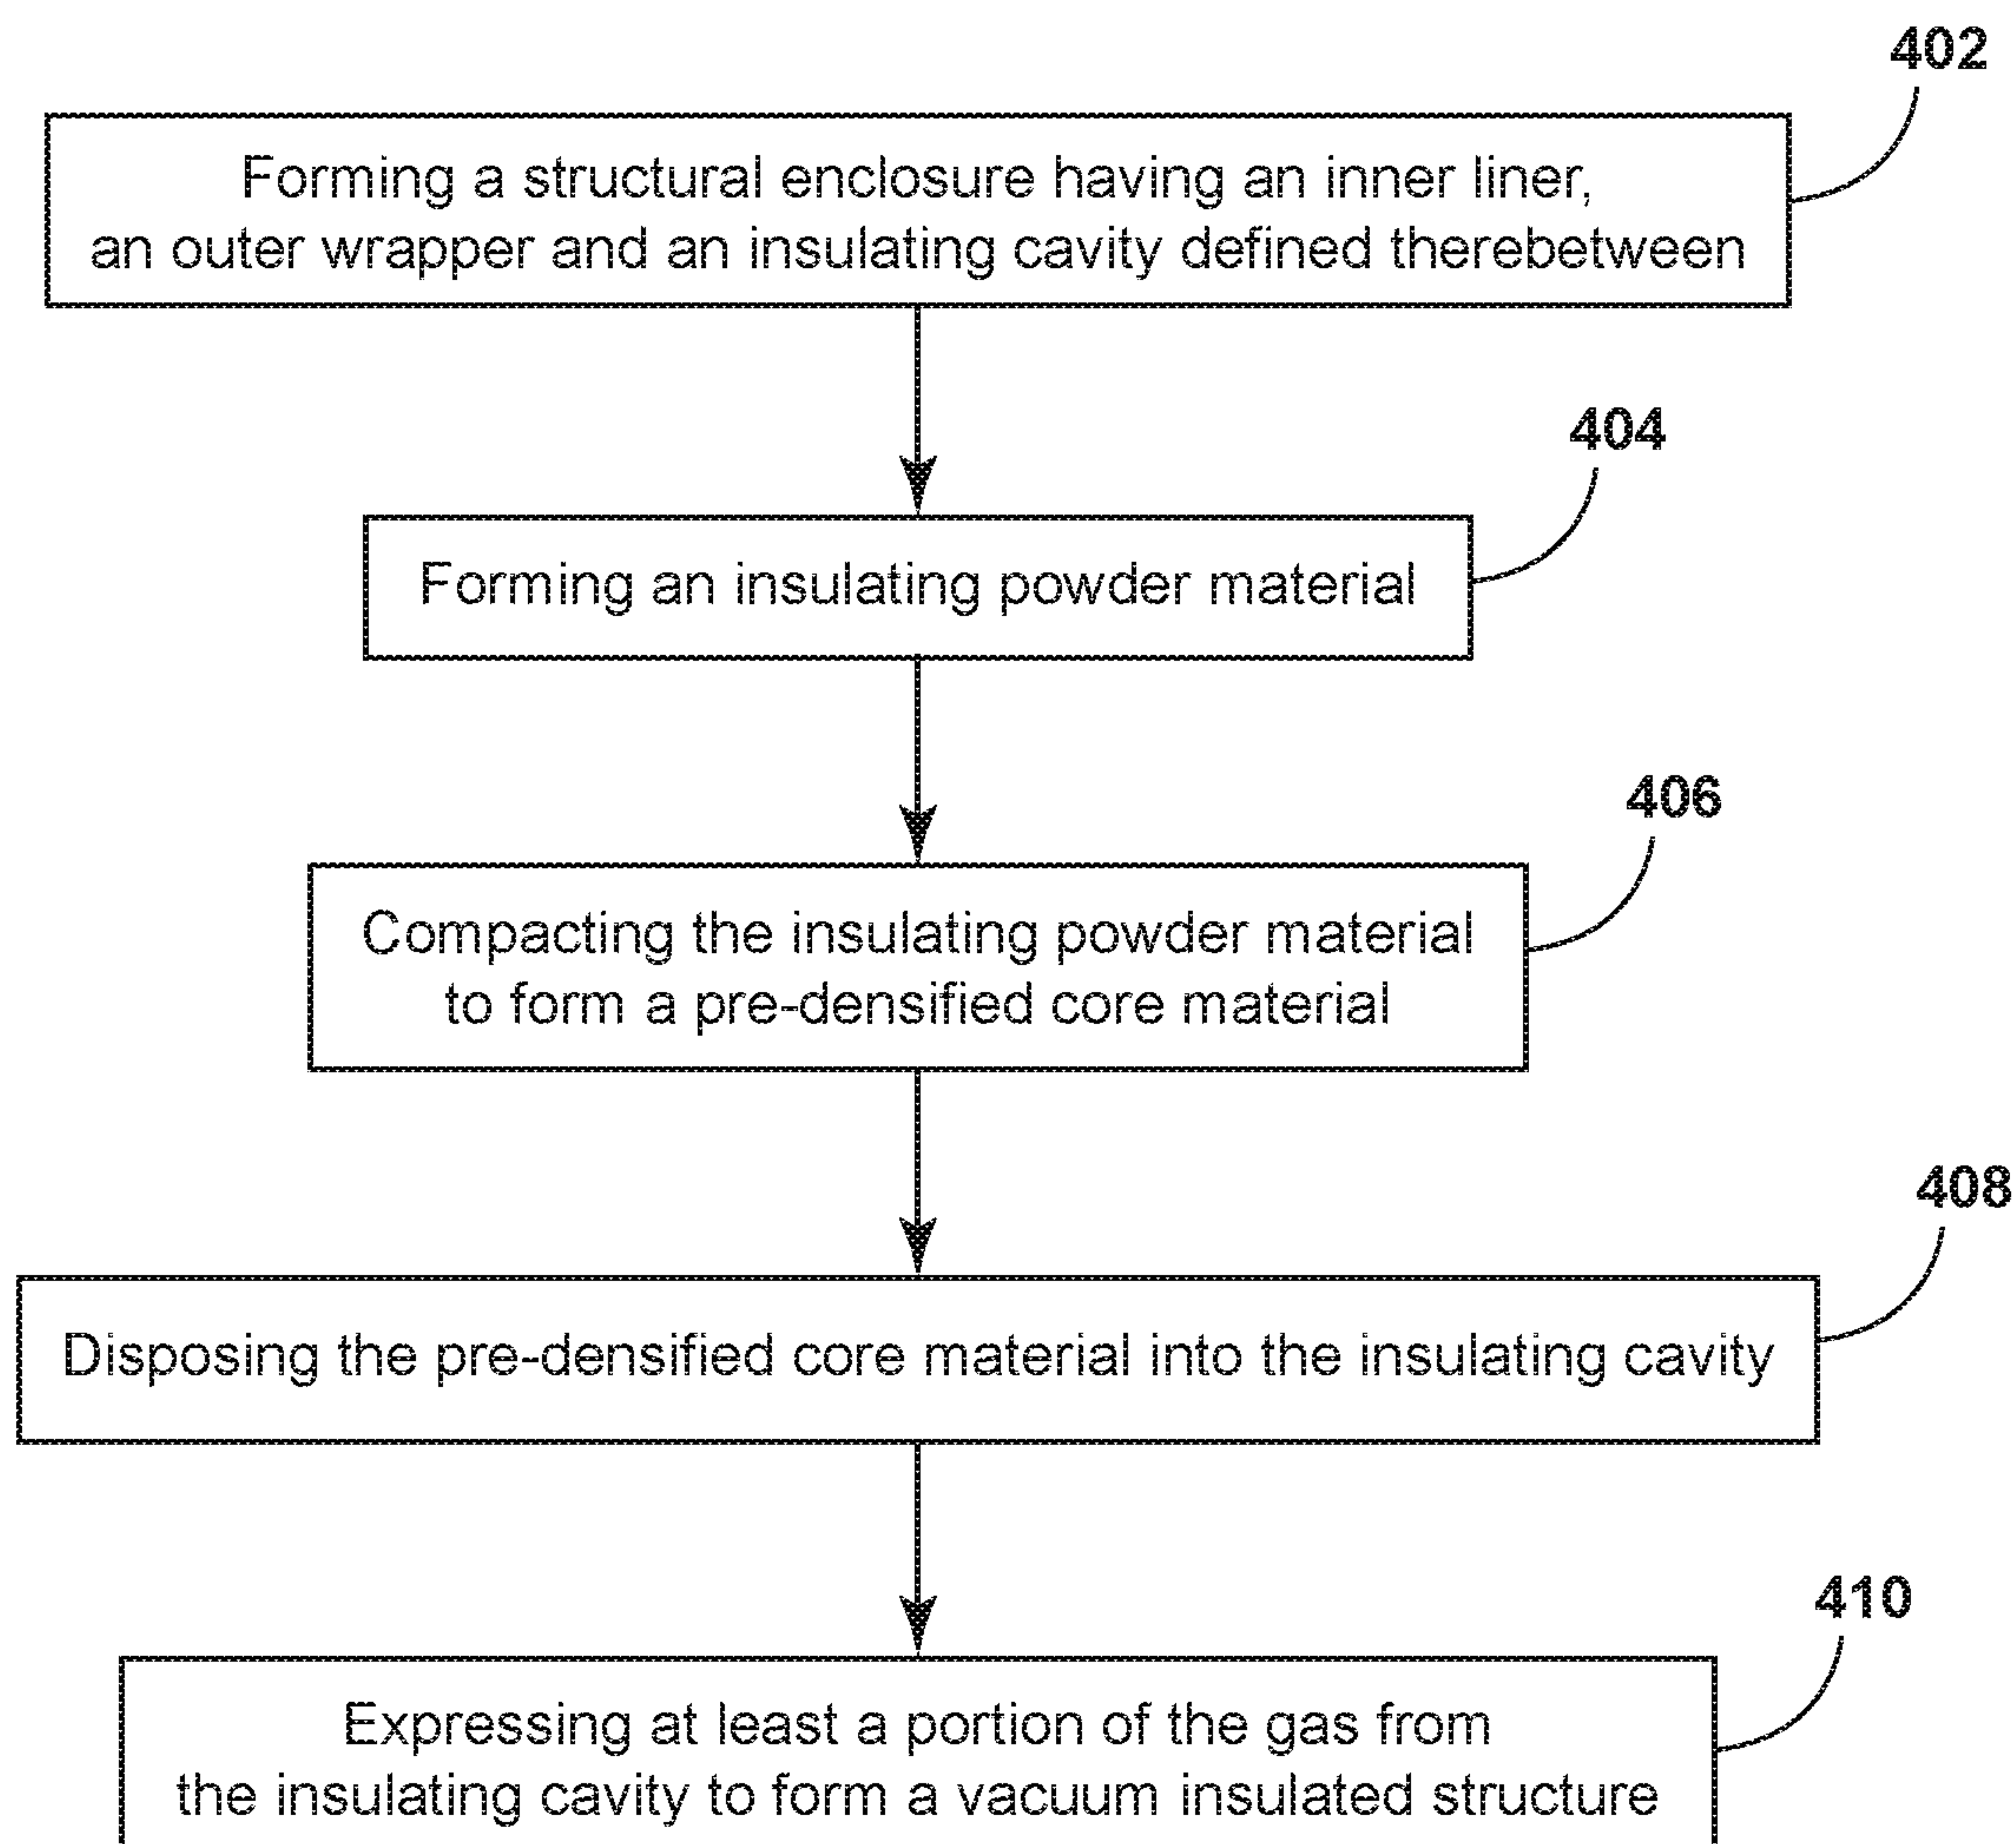 402
Forming a structural enclosure having an inner liner,
an outer wrapper and an insulating cavity defined therebetween
404
Forming an insulating powder material
406
Compacting the insulating powder material
to form a pre-densified core material
408
Disposing the pre-densified core material into the insulating cavity
410
Expressing at least a portion of the gas from
the insulating cavity to form a vacuum insulated structure